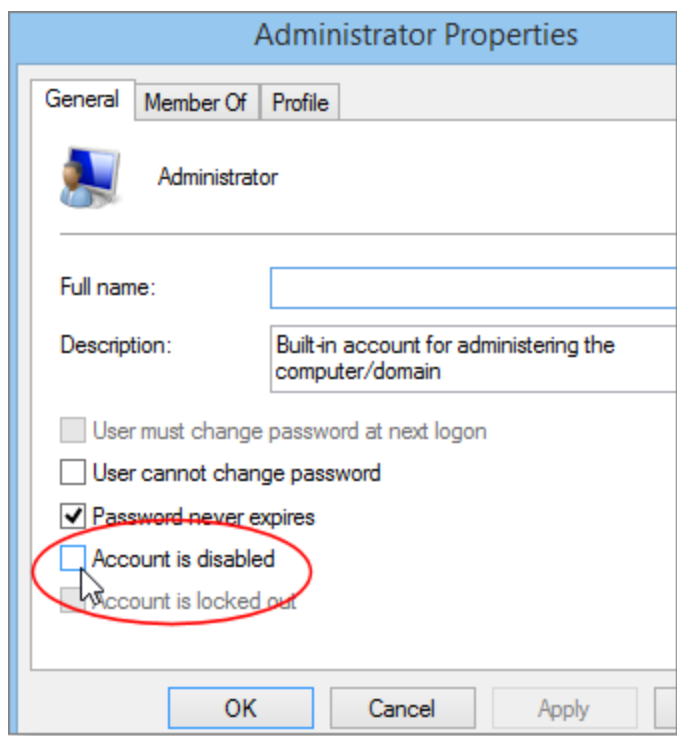 Administrator Properties
General
Member Of
Profile
Administrator
Full name:
Description:
Built-in account for administering the
computer/domain
User must change password at next logon
User cannot change password
Password never expires
Account is disabled
Account is locked out
OK
Cancel
Apply